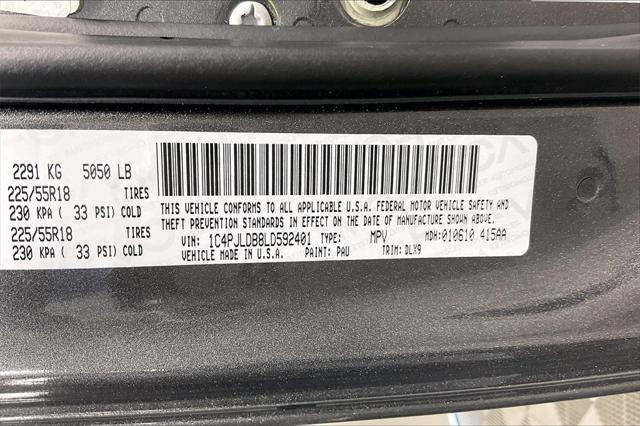 2291 KG 5050 LB
225/55R18 TIRES
230 KPA ( 33 PSI) COLD
225/55R18 TIRES
230 KPA ( 33 PSI) COLD
THIS VEHICLE CONFORMS TO ALL APPLICABLE U.S.A. FEDERAL MOTOR VEHICLE SAFETY AND
THEFT PREVENTION STANDARDS IN EFFECT ON THE DATE OF MANUFACTURE SHOWN ABOVE.
VIN: 1C4PJLDB8LD592401 TYPE: MPV MDH:010610 415AA
VEHICLE MADE IN U.S.A. PAINT: PAU TRIM: DLX9